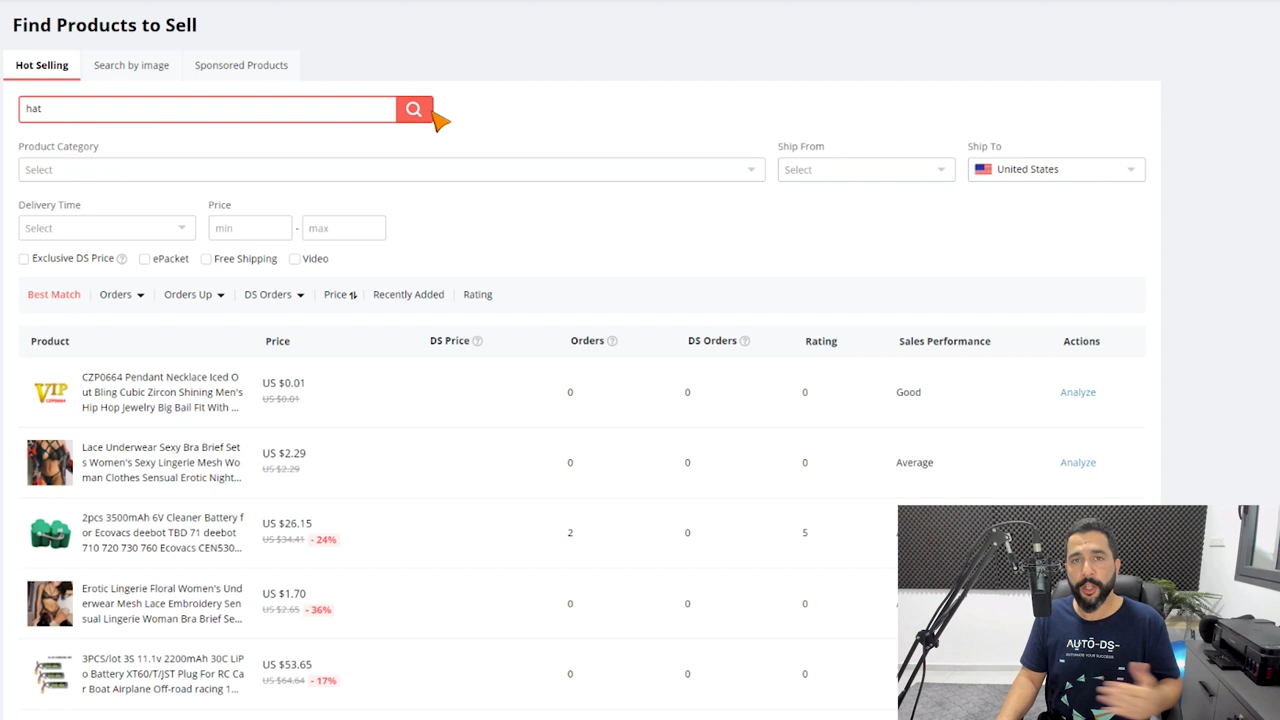 Find Products to Sell
Hot Selling
Search by image
Sponsored Products
hat
Product Category
Ship From
Ship To
Select
Select
United States
Delivery Time
Price
Select
min
-
max
Exclusive DS Price
ePacket
Free Shipping
Video
Best Match
Orders
Orders Up
DS Orders
Price
Recently Added
Rating
Product
Price
DS Price
Orders
DS Orders
Rating
Sales Performance
Actions
VIP
CZP0664
CZP0664 Pendant Necklace Iced O
ut Bling Cubic Zircon Shining Men's
Hip Hop Jewelry Big Bail Fit With ...
US $0.01
US $0.01
0
0
0
Good
Analyze
Lace Underwear Sexy Bra Brief Set
s Women's Sexy Lingerie Mesh Wo
man Clothes Sensual Erotic Night...
US $2.29
US $2.29
0
0
0
Average
Analyze
2pcs 3500mAh 6V Cleaner Battery f
or Ecovacs deebot TBD 71 deebot
710 720 730 760 Ecovacs CEN530...
US $26.15
US $34.41
- 24%
2
0
5
Erotic Lingerie Floral Women's Und
erwear Mesh Lace Embroidery Sen
sual Lingerie Woman Bra Brief Se...
US $1.70
US $2.65
- 36%
0
0
0
3PCS/lot 3S 11.1v 2200mAh 30C LiP
o Battery XT60/T/JST Plug For RC Ca
r Boat Airplane Off-road racing 1...
US $53.65
US $64.64
- 17%
0
0
0
AUTO-DS
AUTOMATE YOUR SUCCESS